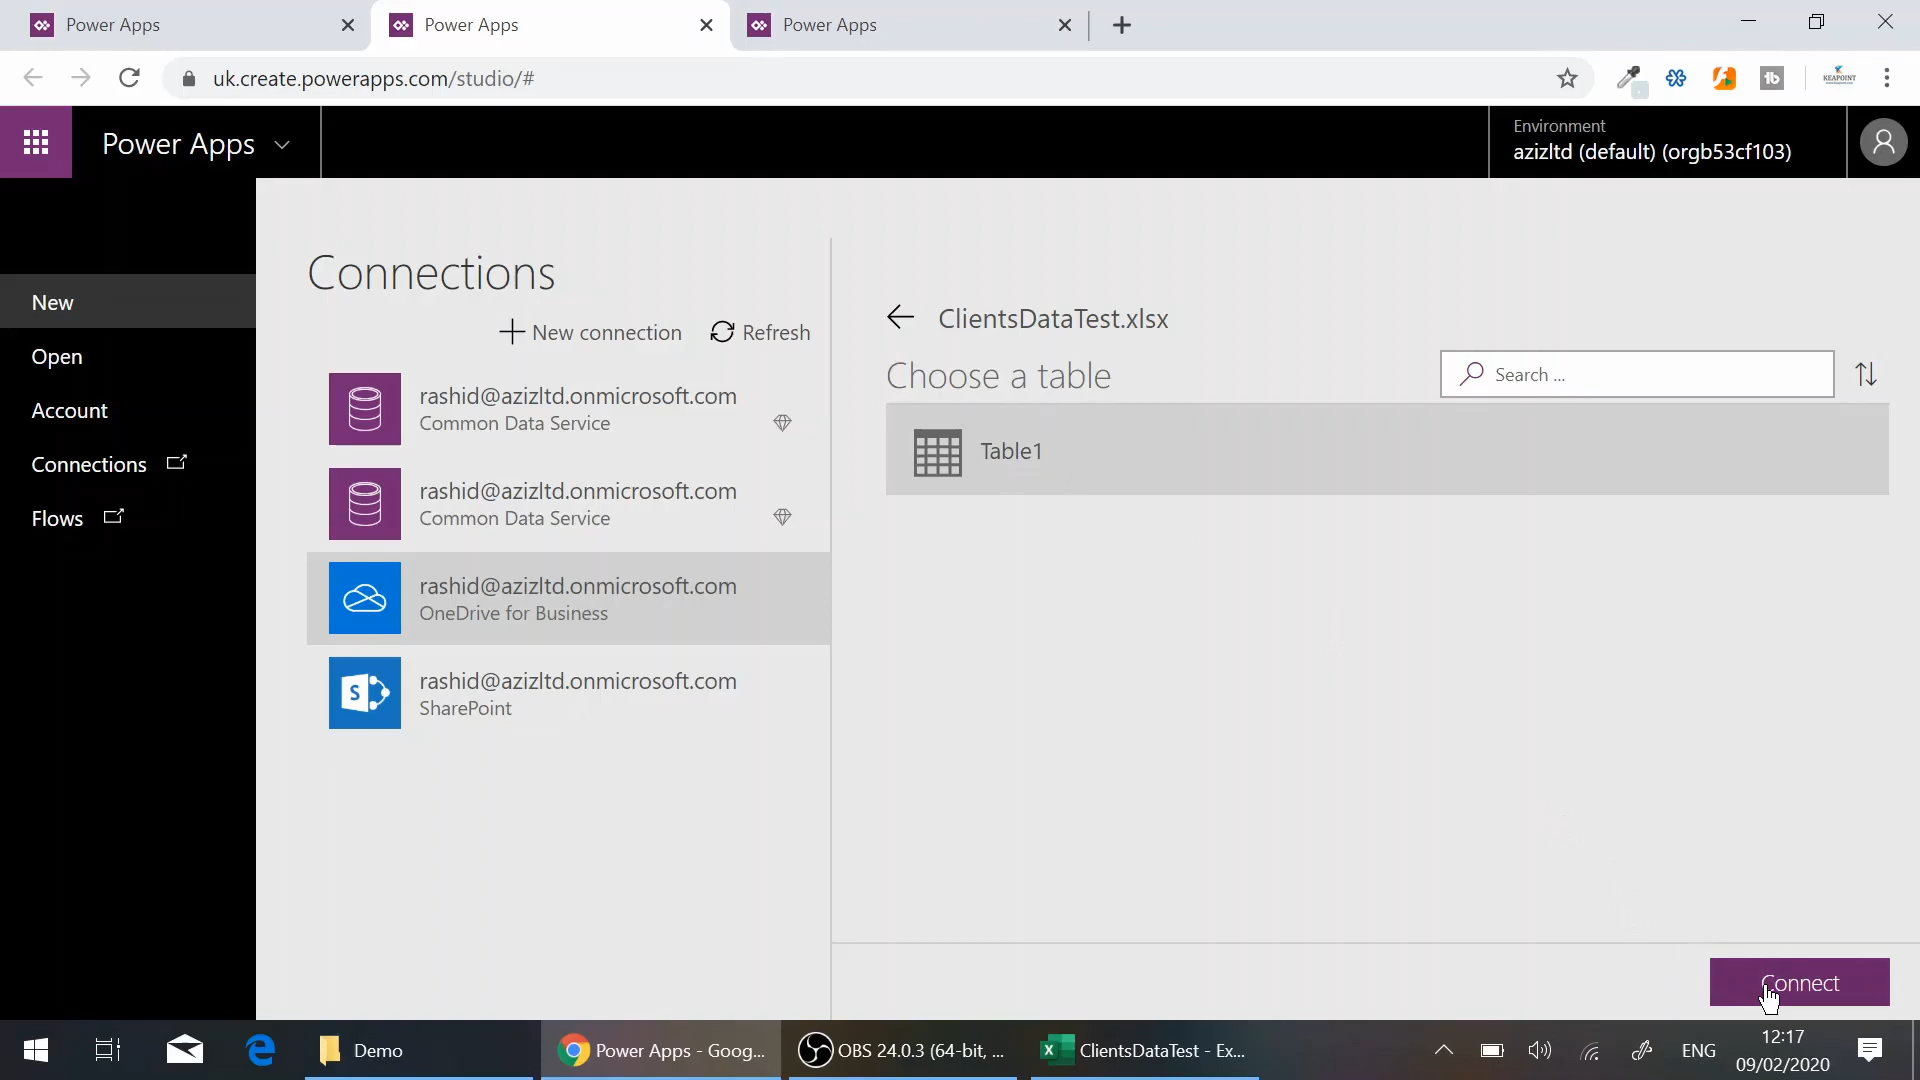 Power Apps
Power Apps
Power Apps
uk.create.powerapps.com/studio/#
KEAPOINT
Power Apps
Environment
azizltd (default) (orgb53cf103)
New
Open
Account
Connections
Flows
Connections
New connection
Refresh
rashid@azizltd.onmicrosoft.com
Common Data Service
rashid@azizltd.onmicrosoft.com
Common Data Service
rashid@azizltd.onmicrosoft.com
OneDrive for Business
S
rashid@azizltd.onmicrosoft.com
SharePoint
ClientsDataTest.xlsx
Choose a table
Search ...
Table1
Connect
Demo
Power Apps - Goog...
OBS 24.0.3 (64-bit, ...
ClientsDataTest - Ex...
ENG
12:17
09/02/2020